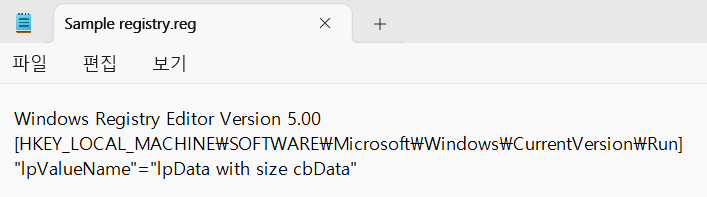 Sample registry.reg
파일 편집 보기
Windows Registry Editor Version 5.00
[HKEY_LOCAL_MACHINE₩SOFTWARE₩Microsoft₩Windows₩CurrentVersion₩Run]
"lpValueName"="lpData with size cbData"